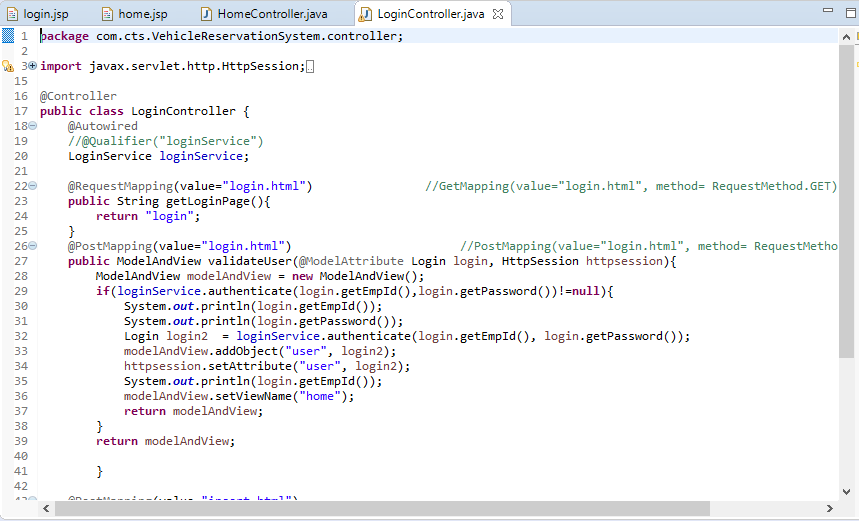 login.jsp home.jsp HomeController.java LoginController.java
1 package com.cts.VehicleReservationSystem.controller;
2
3 import javax.servlet.http.HttpSession;
15
16 @Controller
17 public class LoginController {
18 @Autowired
19 //@Qualifier("loginService")
20 LoginService loginService;
21
22 @RequestMapping(value="login.html") //GetMapping(value="login.html", method= RequestMethod.GET)
23 public String getLoginPage(){
24 return "login";
25 }
26 @PostMapping(value="login.html") //PostMapping(value="login.html", method= RequestMetho
27 public ModelAndView validateUser(@ModelAttribute Login login, HttpSession httpsession){
28 ModelAndView modelAndView = new ModelAndView();
29 if(loginService.authenticate(login.getEmpId(),login.getPassword())!=null){
30 System.out.println(login.getEmpId());
31 System.out.println(login.getPassword());
32 Login login2 = loginService.authenticate(login.getEmpId(), login.getPassword());
33 modelAndView.addObject("user", login2);
34 httpsession.setAttribute("user", login2);
35 System.out.println(login.getEmpId());
36 modelAndView.setViewName("home");
37 return modelAndView;
38 }
39 return modelAndView;
40
41 }
42
43 @PostMapping(value="insert.html")